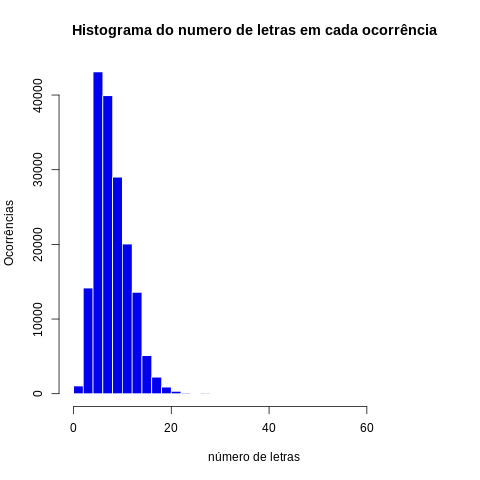 Histograma do numero de letras em cada ocorrência
Ocorrências
40000
30000
20000
10000
0
0 20 40 60
número de letras